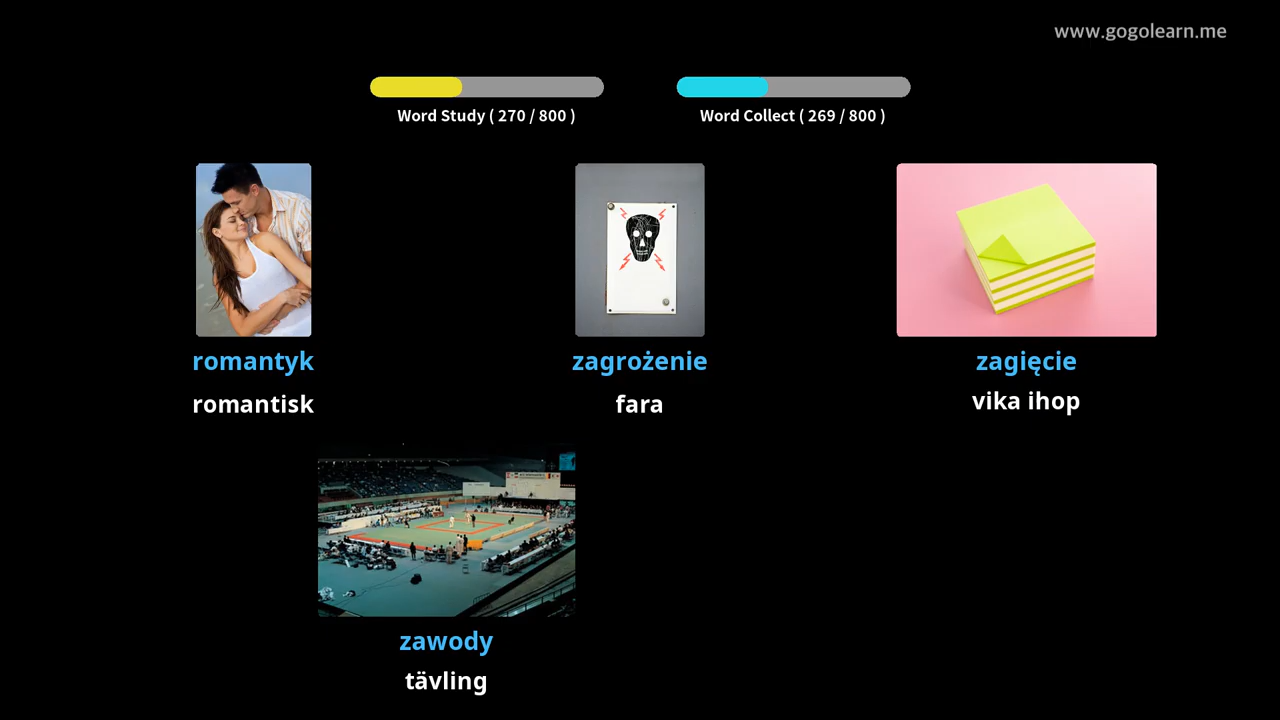 www.gogolearn.me
Word Study ( 270 / 800 )
Word Collect ( 269 / 800 )
romantyk
zagrożenie
zagięcie
romantisk
fara
vika ihop
zawody
tävling